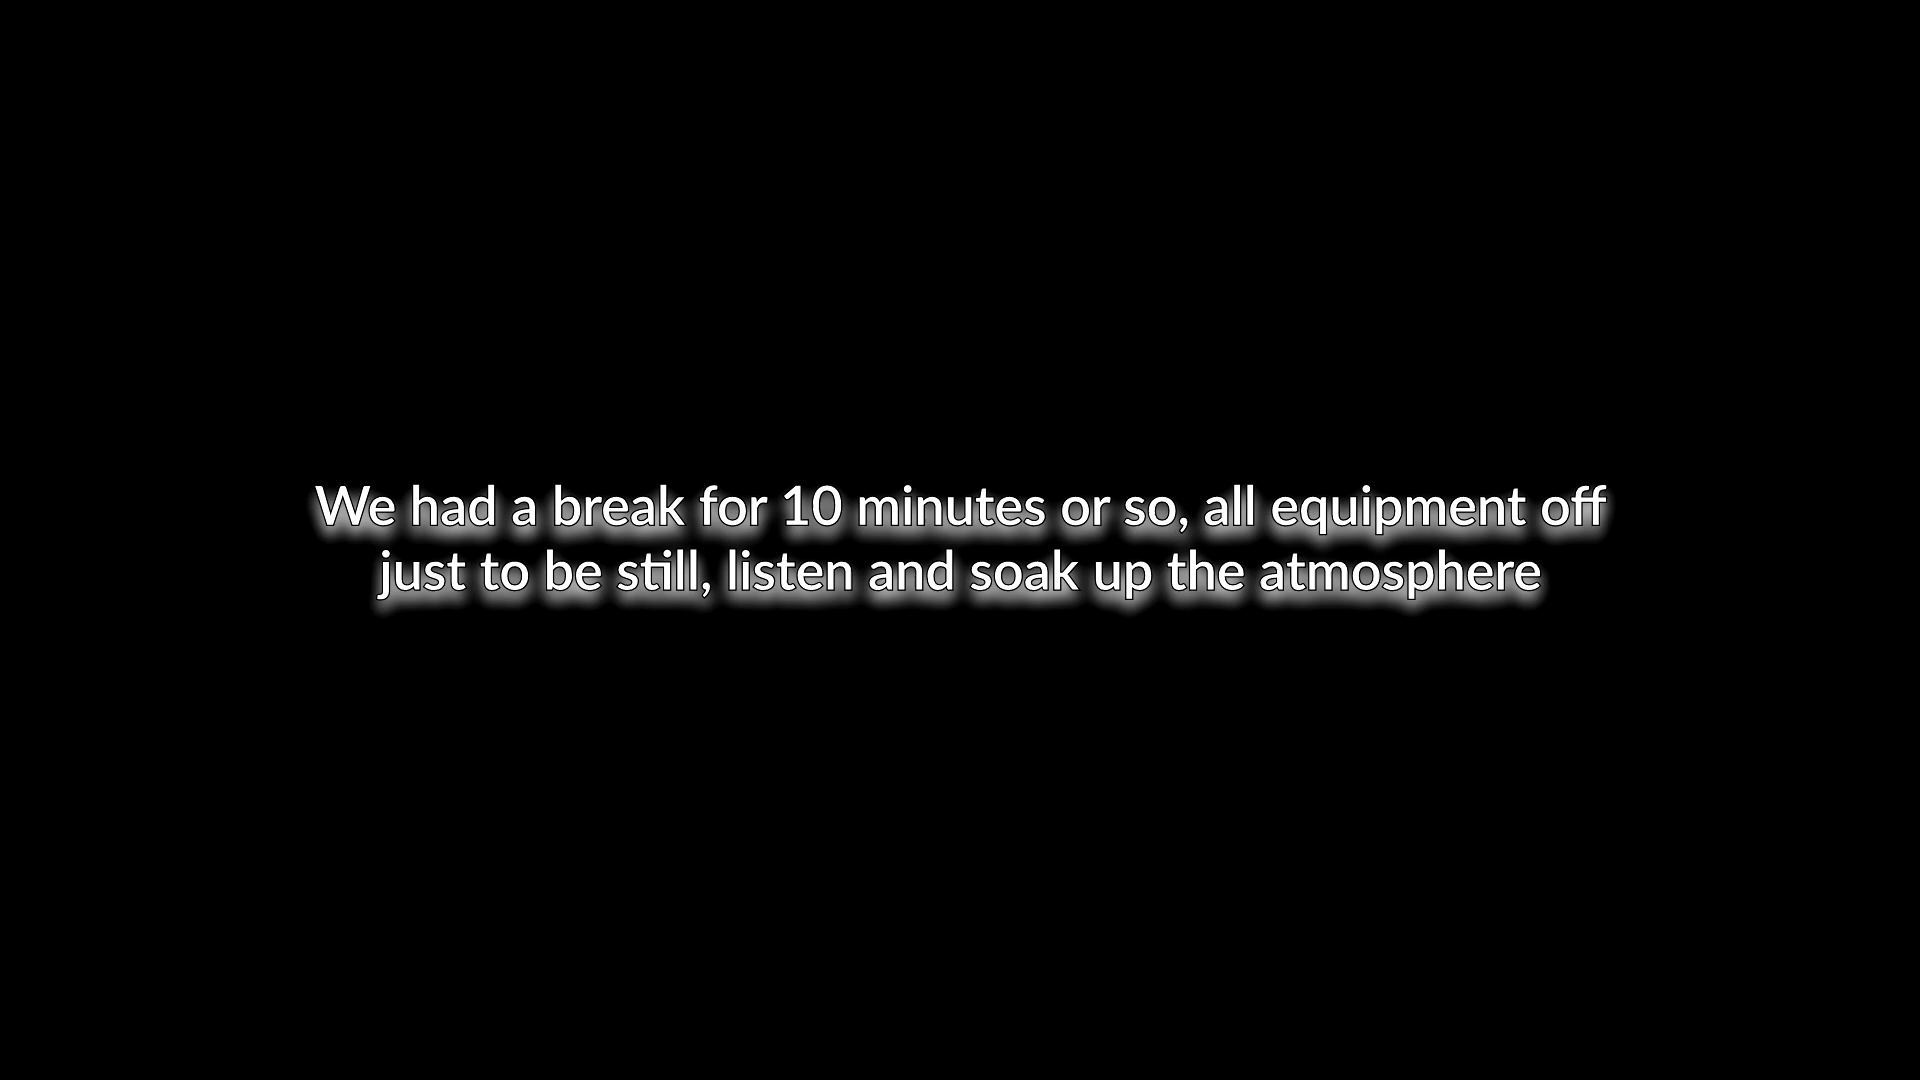 We had a break for 10 minutes or so, all equipment off
just to be still, listen and soak up the atmosphere